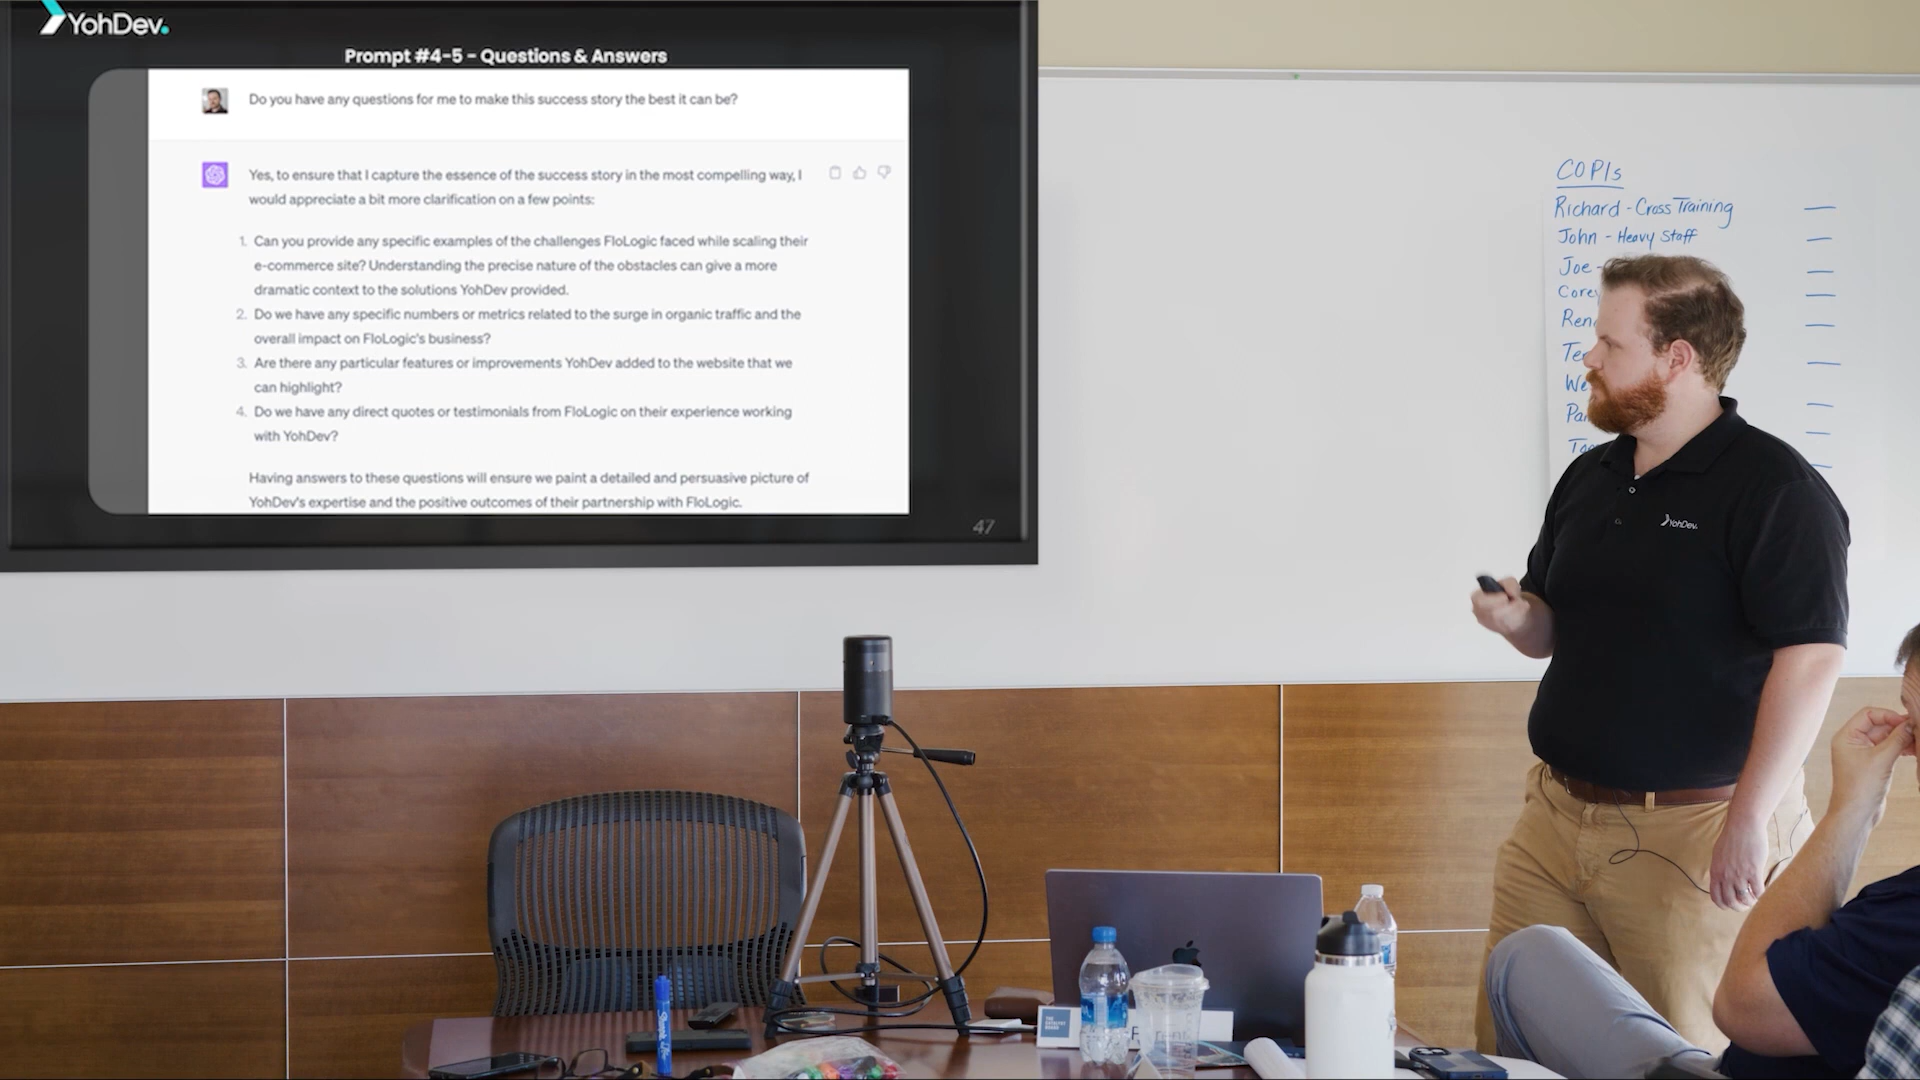 YohDev.
Prompt #4-5 - Questions & Answers
Do you have any questions for me to make this success story the best it can be?
Yes, to ensure that I capture the essence of the success story in the most compelling way, I
would appreciate a bit more clarification on a few points:
1. Can you provide any specific examples of the challenges FloLogic faced while scaling their
e-commerce site? Understanding the precise nature of the obstacles can give a more
dramatic context to the solutions YohDev provided.
2. Do we have any specific numbers or metrics related to the surge in organic traffic and the
overall impact on FloLogic's business?
3. Are there any particular features or improvements YohDev added to the website that we
can highlight?
4. Do we have any direct quotes or testimonials from FloLogic on their experience working
with YohDev?
Having answers to these questions will ensure we paint a detailed and persuasive picture of
YohDev's expertise and the positive outcomes of their partnership with FloLogic.
47
COPIs
Richard - Cross Training
John - Heavy Staff
Joe -
YohDev.